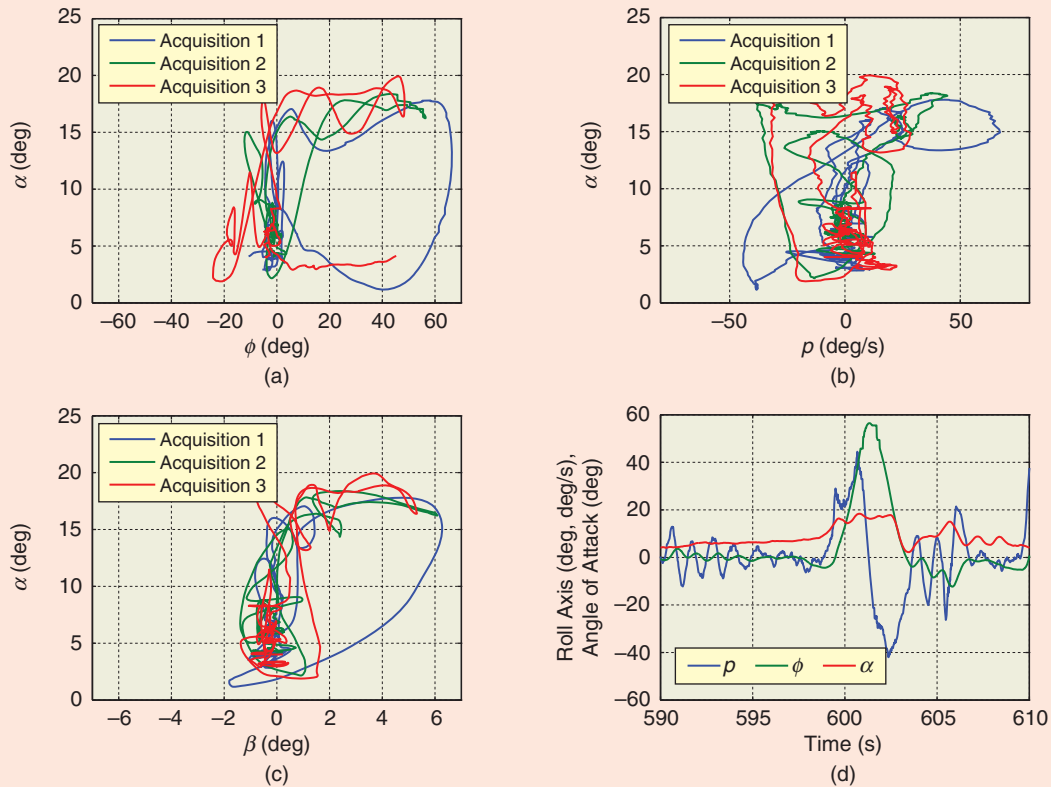 25
20
15
10
5
0
α (deg)
Acquisition 1
Acquisition 2
Acquisition 3
−60 −40 −20 0 20 40 60
ϕ (deg)
(a)
25
20
15
10
5
0
α (deg)
Acquisition 1
Acquisition 2
Acquisition 3
−50 0 50
p (deg/s)
(b)
25
20
15
10
5
0
α (deg)
Acquisition 1
Acquisition 2
Acquisition 3
−6 −4 −2 0 2 4 6
β (deg)
(c)
60
40
20
0
−20
−40
−60
Roll Axis (deg, deg/s),
Angle of Attack (deg)
p ϕ α
590 595 600 605 610
Time (s)
(d)